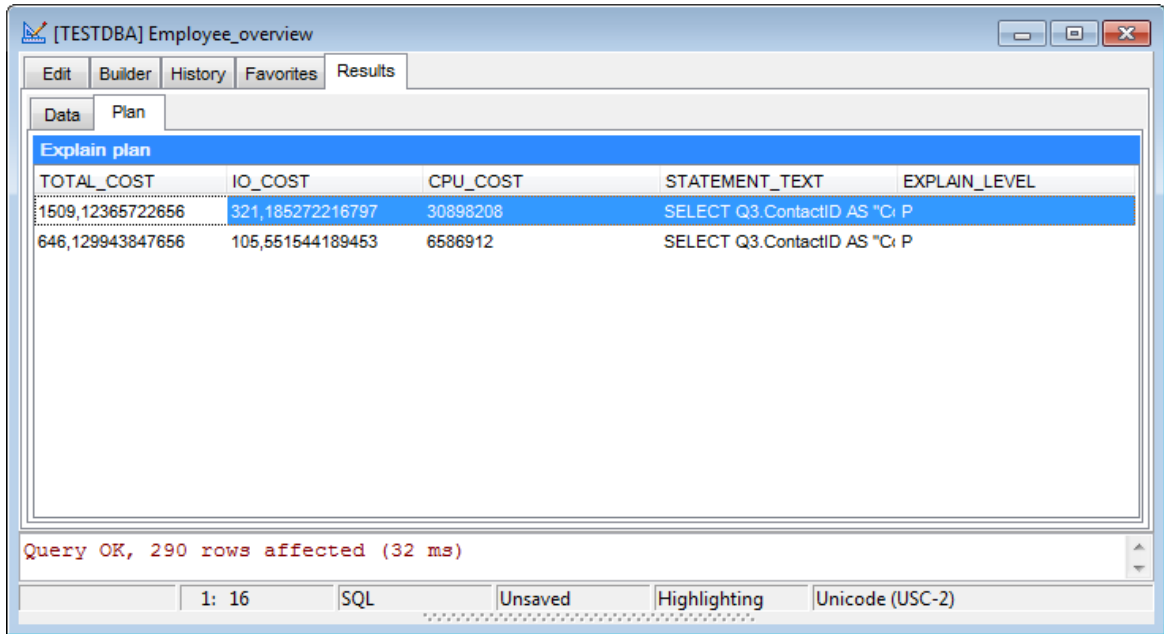 [TESTDBA] Employee_overview
Edit Builder History Favorites Results
Data Plan
Explain plan
TOTAL_COST IO_COST CPU_COST STATEMENT_TEXT EXPLAIN_LEVEL
1509,12365722656 321,185272216797 30898208 SELECT Q3.ContactID AS "C P
646,129943847656 105,551544189453 6586912 SELECT Q3.ContactID AS "C P
Query OK, 290 rows affected (32 ms)
1: 16 SQL Unsaved Highlighting Unicode (USC-2)